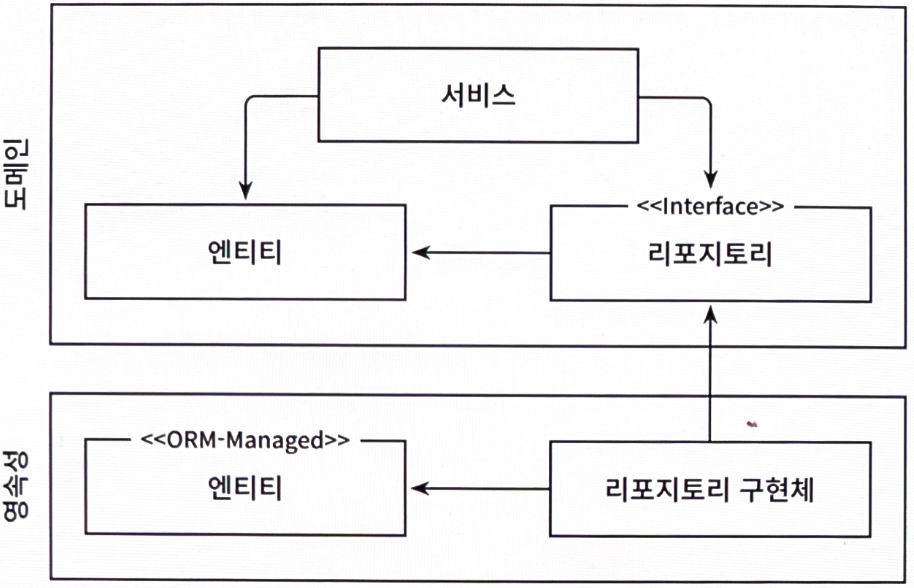 도메인
서비스
엔티티
<<Interface>>
리포지토리
영속성
<<ORM-Managed>>
엔티티
리포지토리 구현체